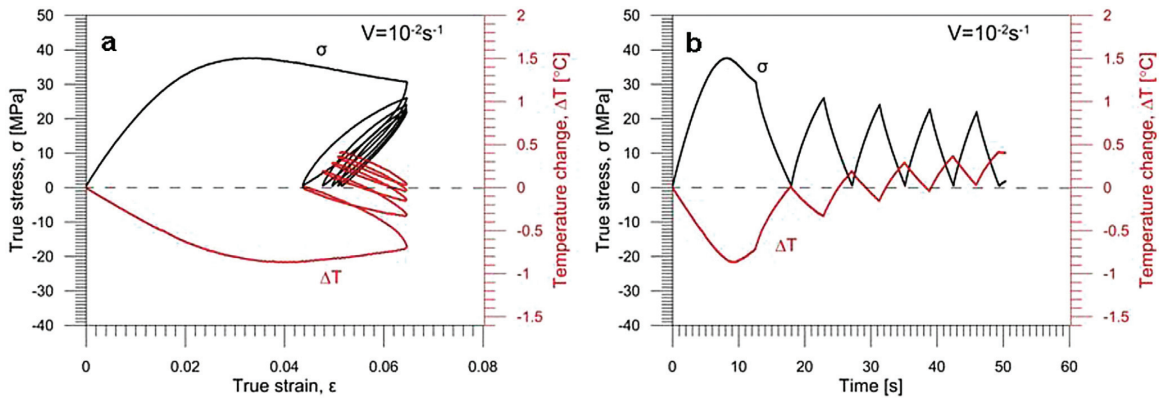 a
V=10⁻²s⁻¹
σ
ΔT
50
40
30
20
10
0
-10
-20
-30
-40
True stress, σ [MPa]
2
1.5
1
0.5
0
-0.5
-1
-1.5
Temperature change, ΔT [°C]
0 0.02 0.04 0.06 0.08
True strain, ε
b
V=10⁻²s⁻¹
σ
ΔT
50
40
30
20
10
0
-10
-20
-30
-40
True stress, σ [MPa]
2
1.5
1
0.5
0
-0.5
-1
-1.5
Temperature change, ΔT [°C]
0 10 20 30 40 50 60
Time [s]